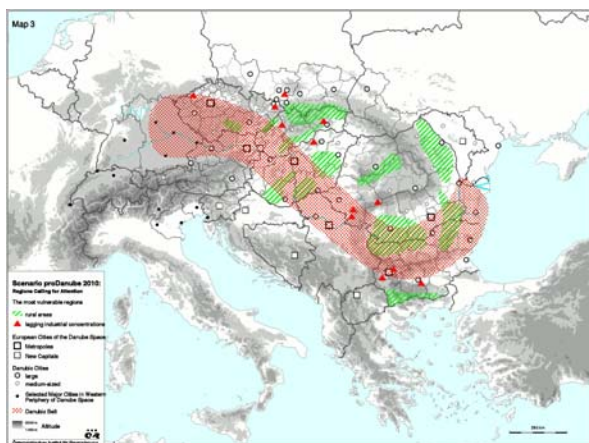 Map 3
Scenario proDanube 2010:
Regions Calling for Attention
The most vulnerable regions
rural areas
lagging industrial concentrations
European Cities of the Danube Space
Metropoles
New Capitals
Danubic Cities
large
medium-sized
Selected Major Cities in Western
Periphery of Danube Space
Danubic Belt
Altitude